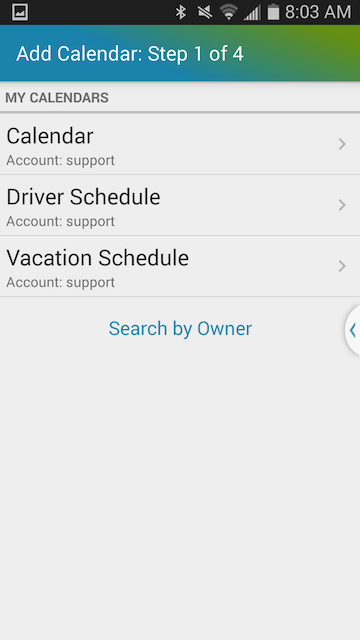 8:03 AM
Add Calendar: Step 1 of 4
MY CALENDARS
Calendar
Account: support
Driver Schedule
Account: support
Vacation Schedule
Account: support
Search by Owner